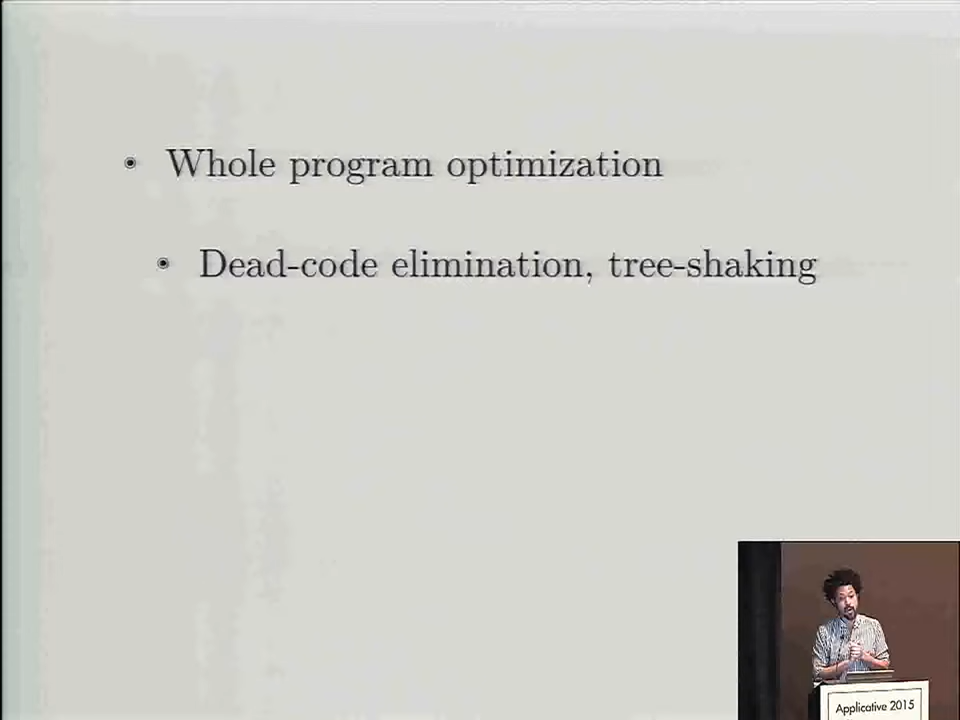 Whole program optimization
Dead-code elimination, tree-shaking
Applicative 2015